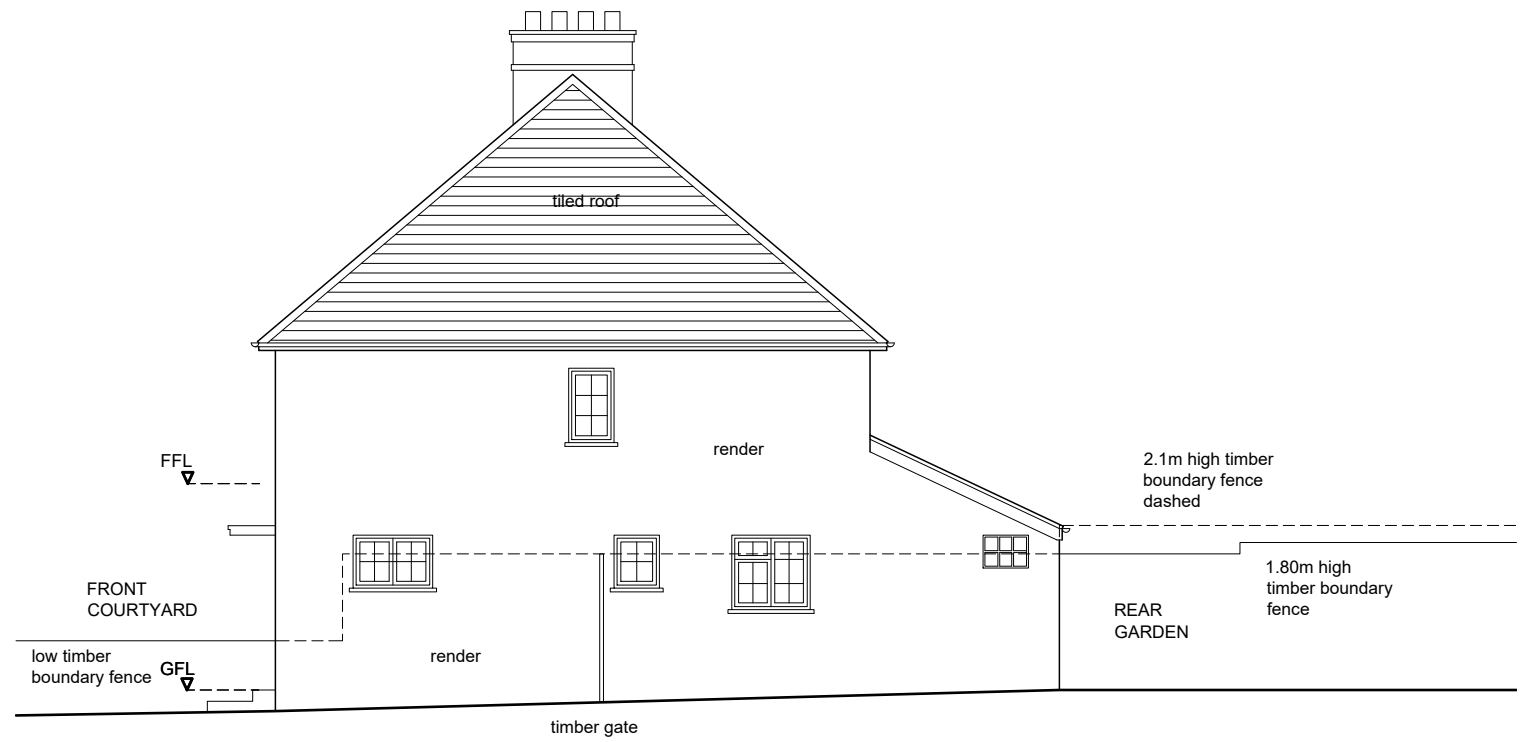 tiled roof
render
FFL
2.1m high timber
boundary fence
dashed
FRONT
COURTYARD
1.80m high
timber boundary
fence
REAR
GARDEN
low timber
boundary fence
GFL
render
timber gate